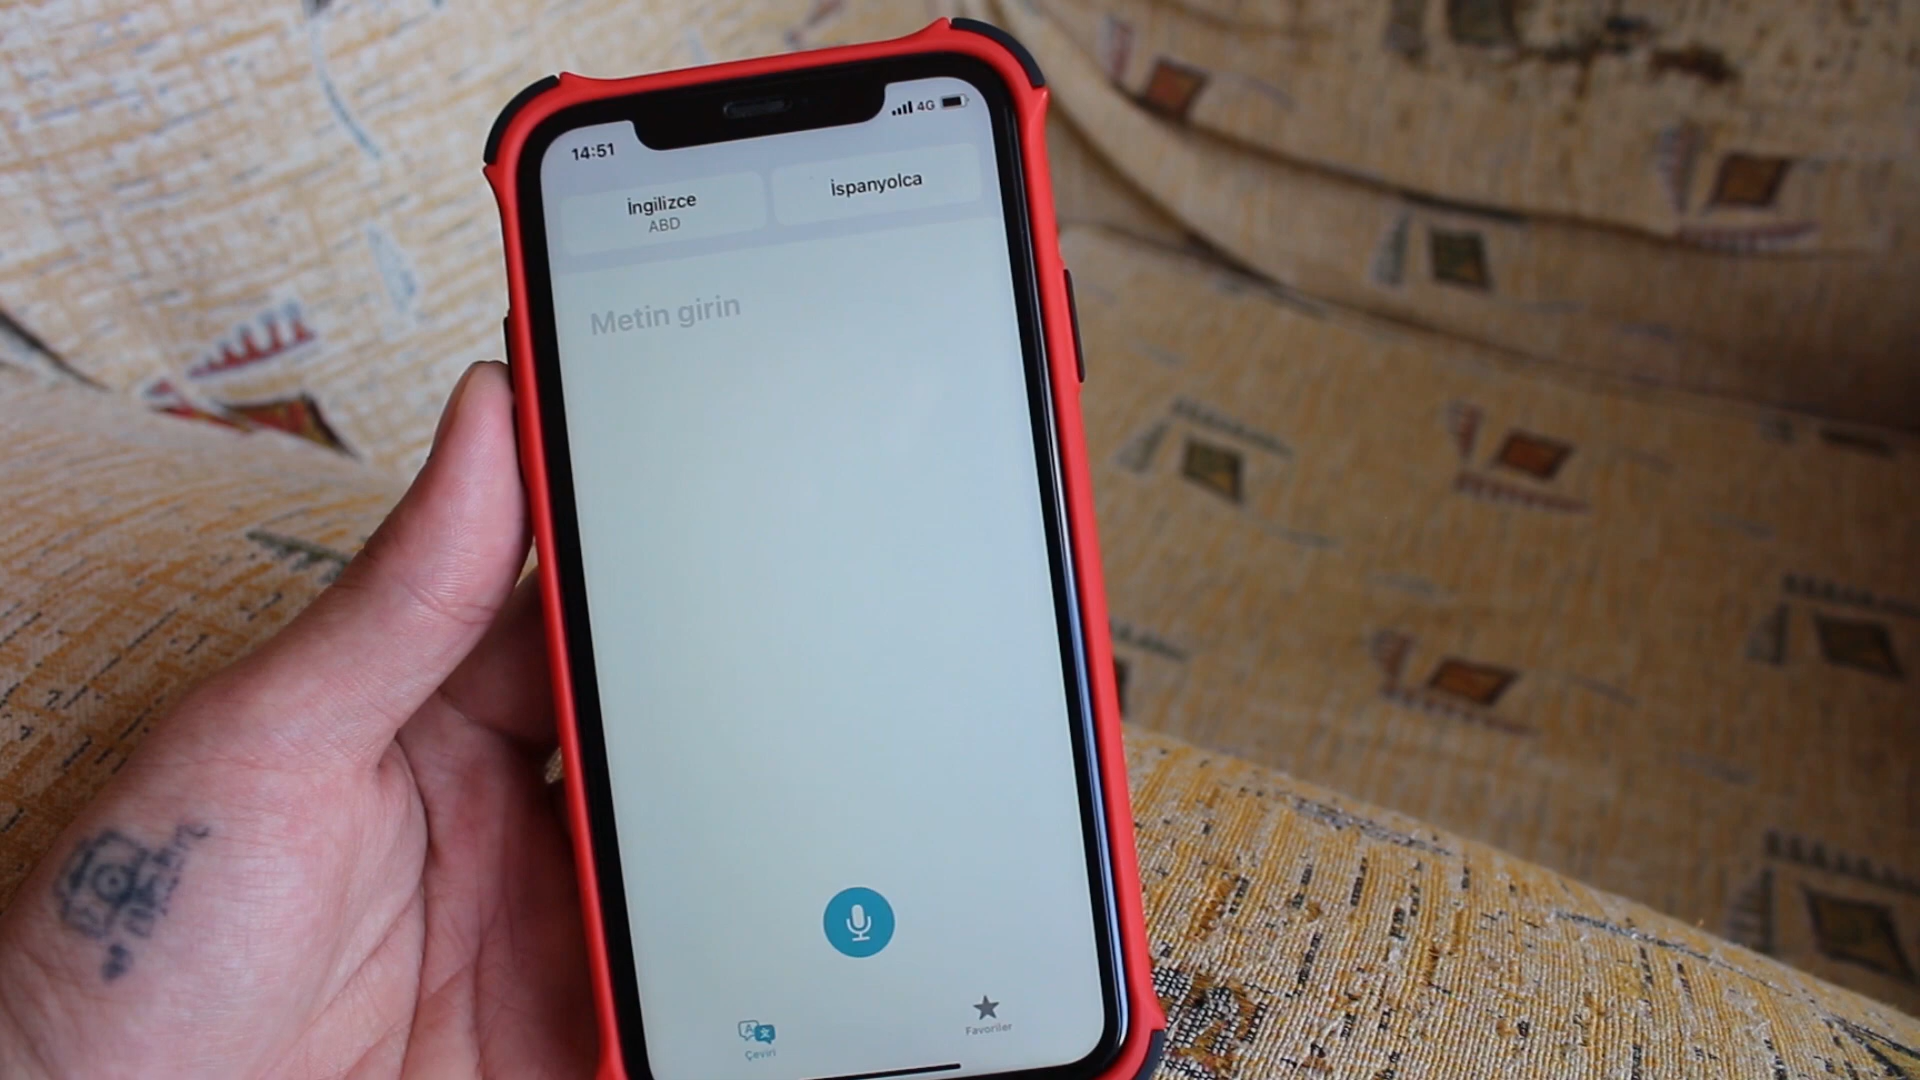 14:51
4G
İngilizce
ABD
İspanyolca
Metin girin
Çeviri
Favoriler